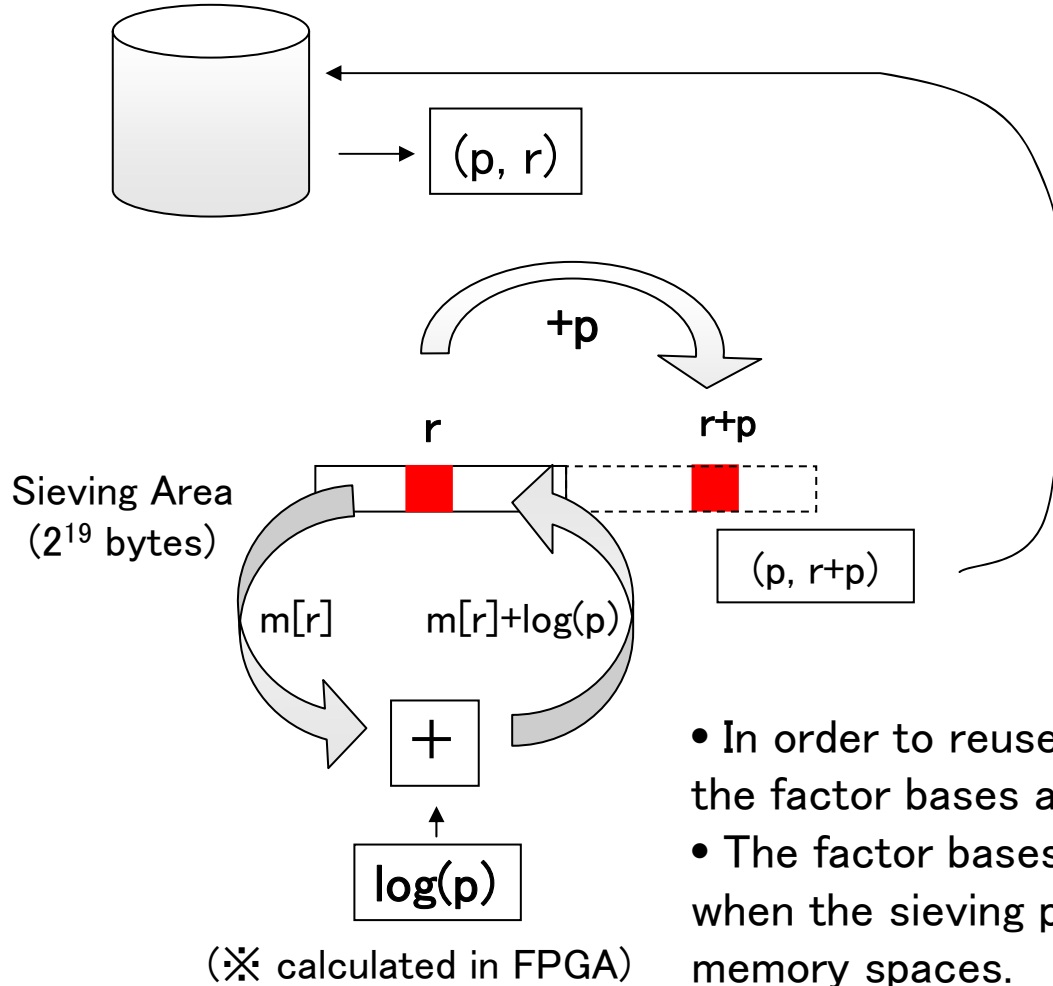 (p, r)
+p
r
r+p
Sieving Area
(2¹⁹ bytes)
(p, r+p)
m[r]
m[r]+log(p)
+
log(p)
(※ calculated in FPGA)
• In order to reuse
the factor bases a
• The factor bases
when the sieving p
memory spaces.